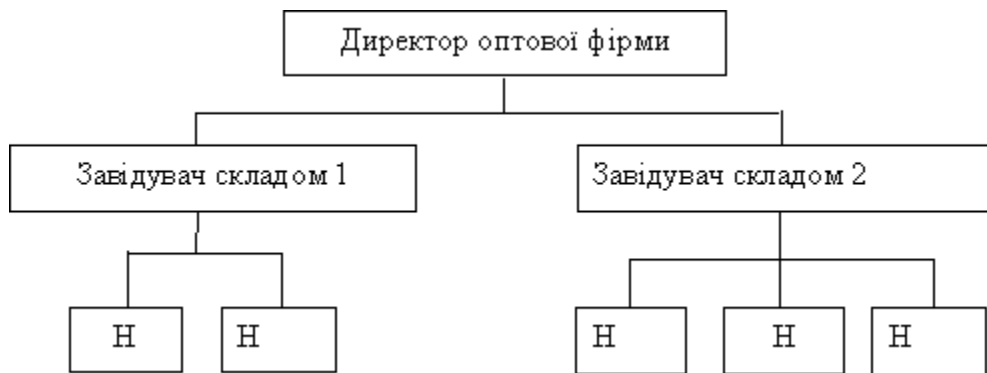 Директор оптової фірми
Завідувач складом 1
Завідувач складом 2
Н
Н
Н
Н
Н